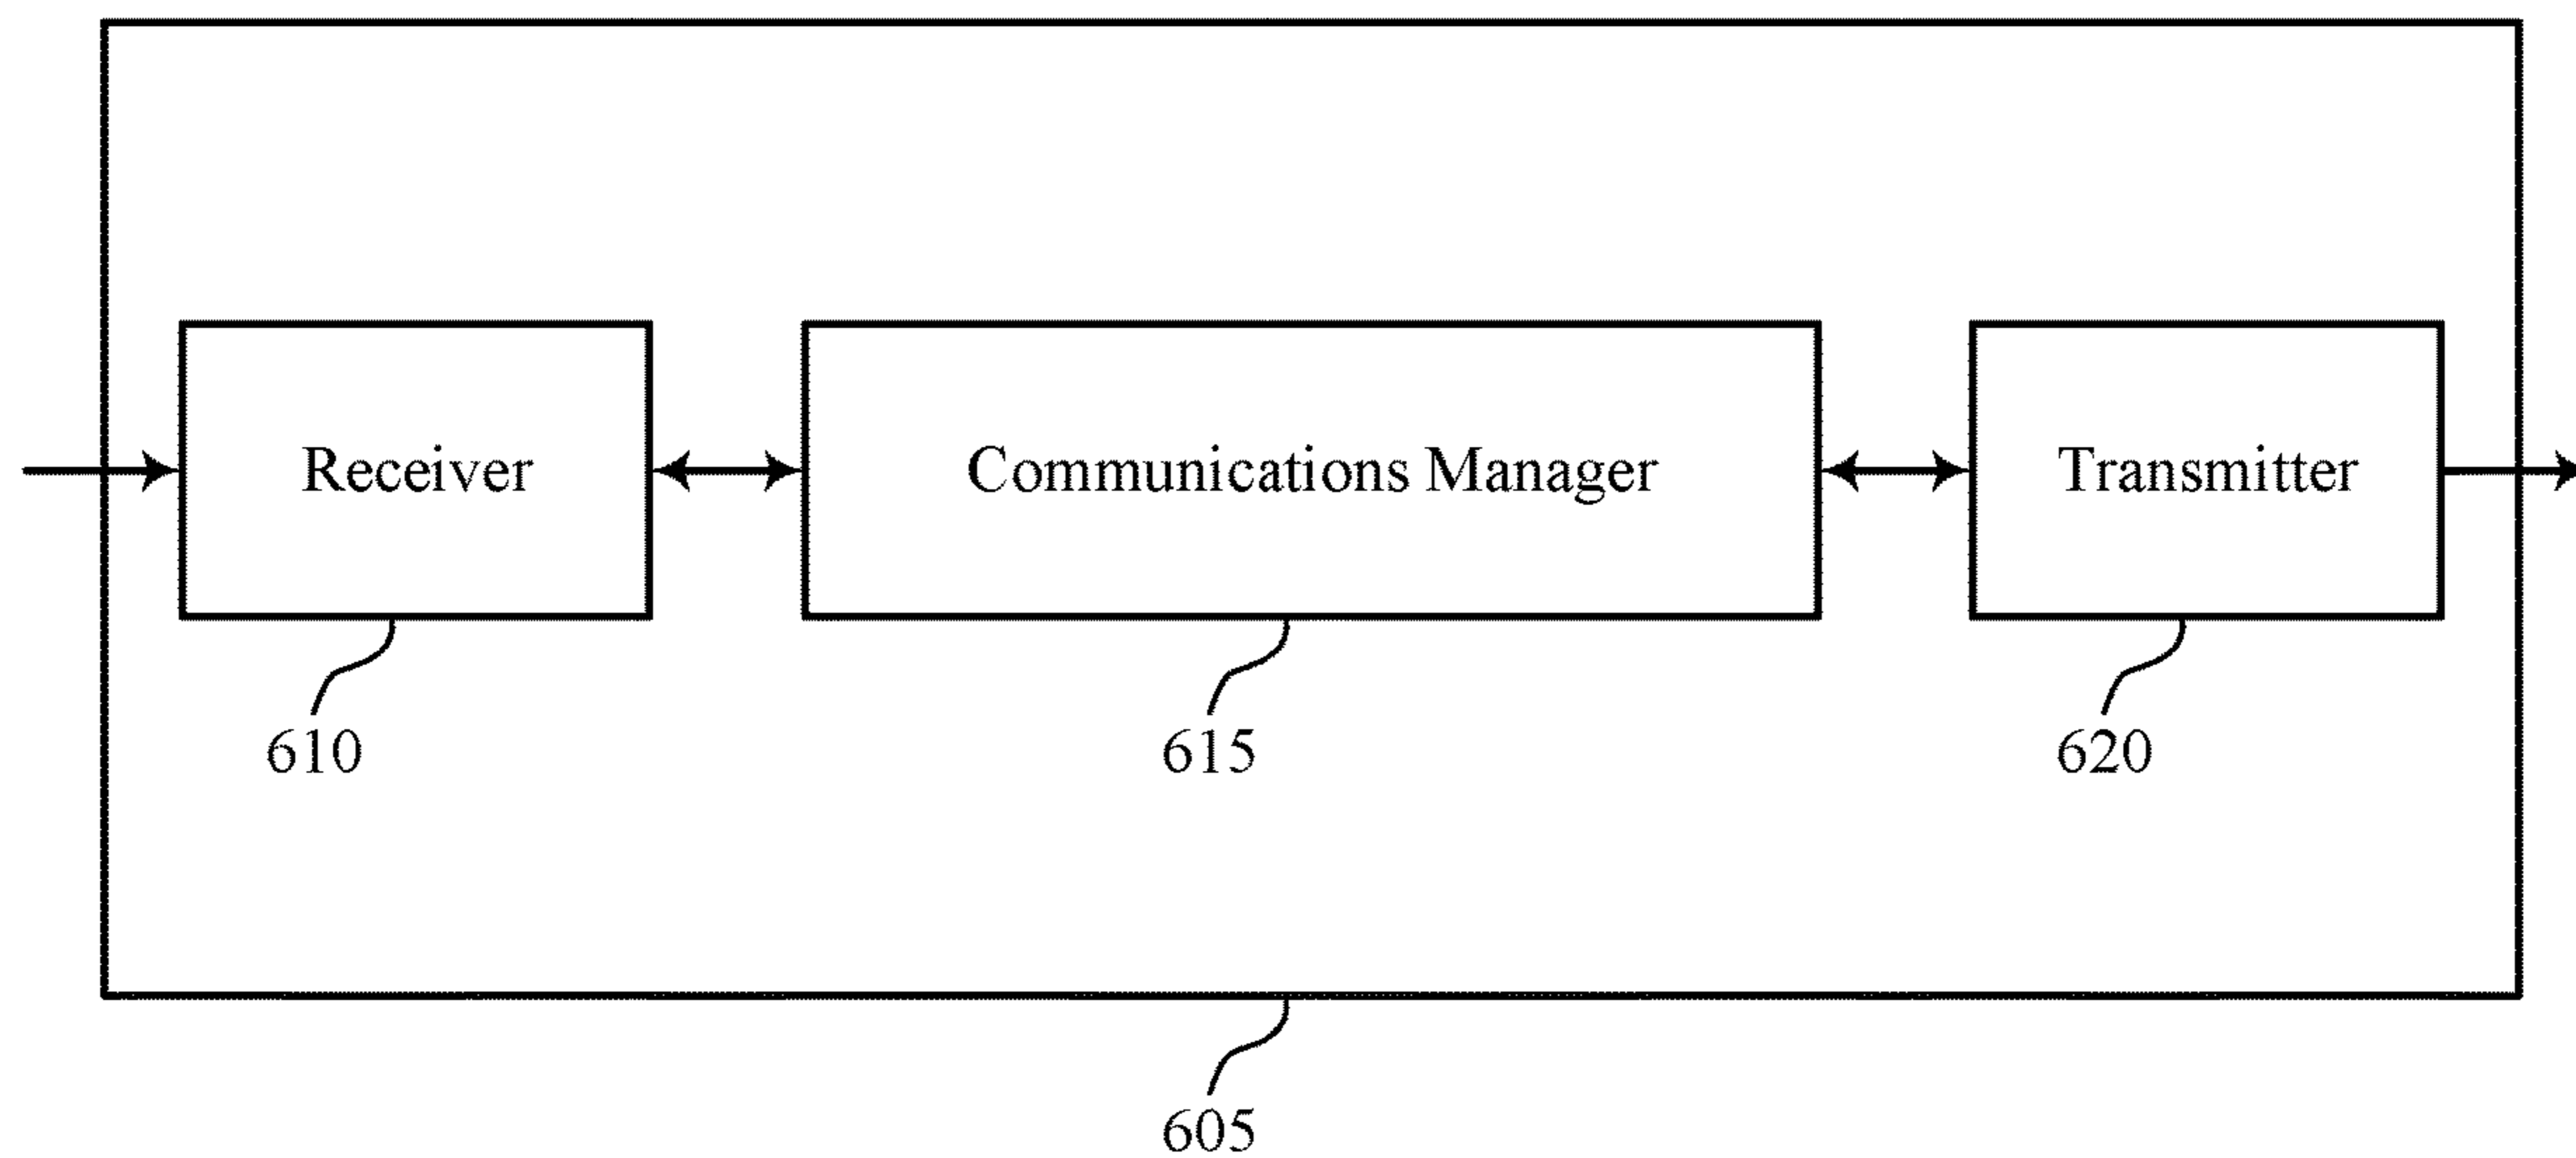 Receiver
Communications Manager
Transmitter
610
615
620
605